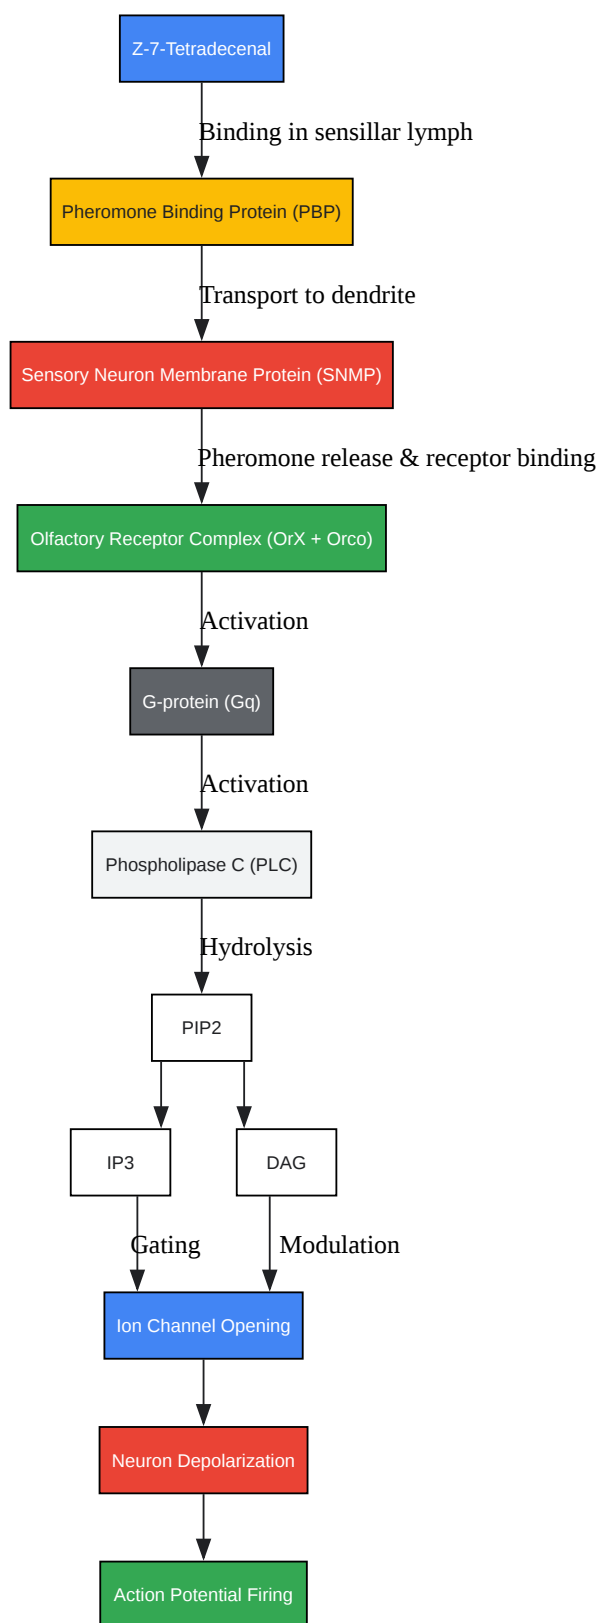 Z-7-Tetradecenal
Binding in sensillar lymph
Pheromone Binding Protein (PBP)
Transport to dendrite
Sensory Neuron Membrane Protein (SNMP)
Pheromone release & receptor binding
Olfactory Receptor Complex (OrX + Orco)
Activation
G-protein (Gq)
Activation
Phospholipase C (PLC)
Hydrolysis
PIP2
IP3
DAG
Gating
Modulation
Ion Channel Opening
Neuron Depolarization
Action Potential Firing